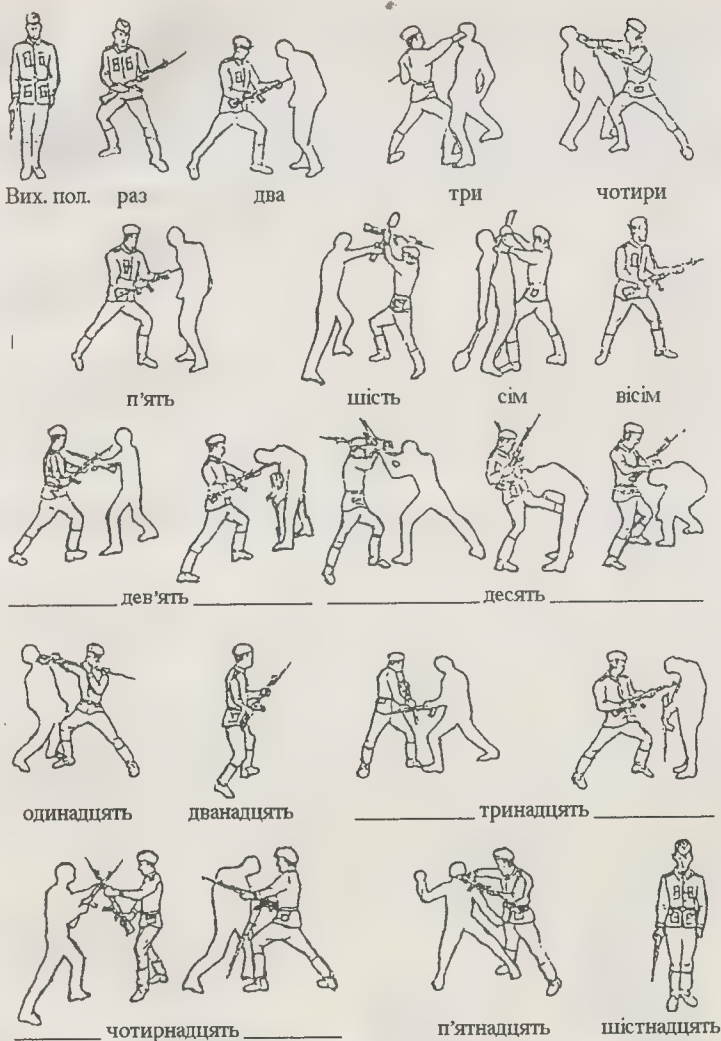 Вих. пол. раз два три чотири
п'ять шість сім вісім
дев'ять десять
одинадцять дванадцять тринадцять
чотирнадцять п'ятнадцять шістнадцять